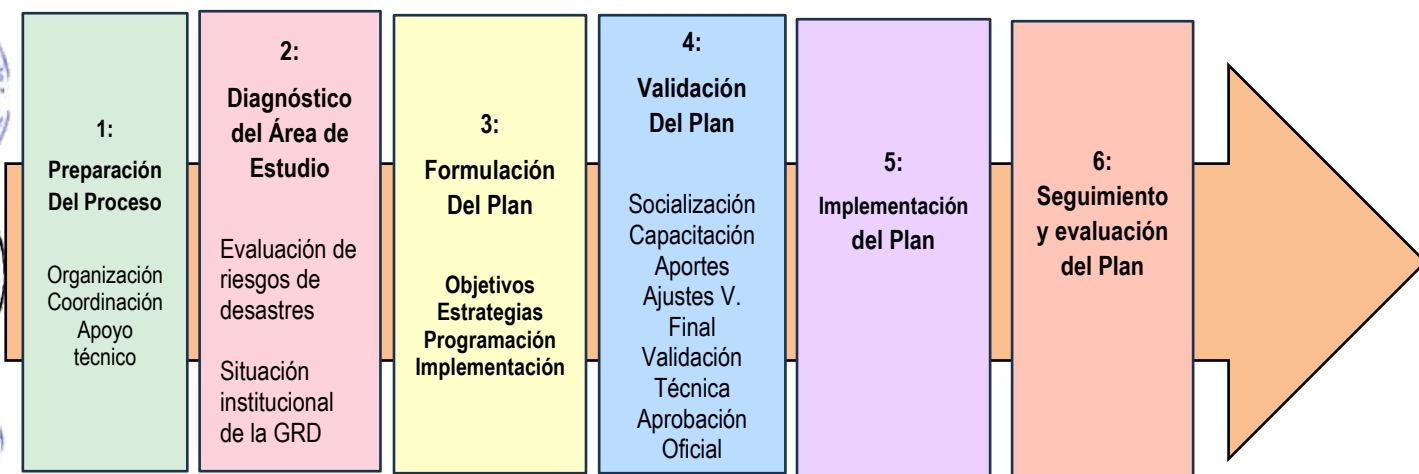 1:
Preparación
Del Proceso
Organización
Coordinación
Apoyo
técnico
2:
Diagnóstico
del Área de
Estudio
Evaluación de
riesgos de
desastres
Situación
institucional
de la GRD
3:
Formulación
Del Plan
Objetivos
Estrategias
Programación
Implementación
4:
Validación
Del Plan
Socialización
Capacitación
Aportes
Ajustes V.
Final
Validación
Técnica
Aprobación
Oficial
5:
Implementación
del Plan
6:
Seguimiento
y evaluación
del Plan